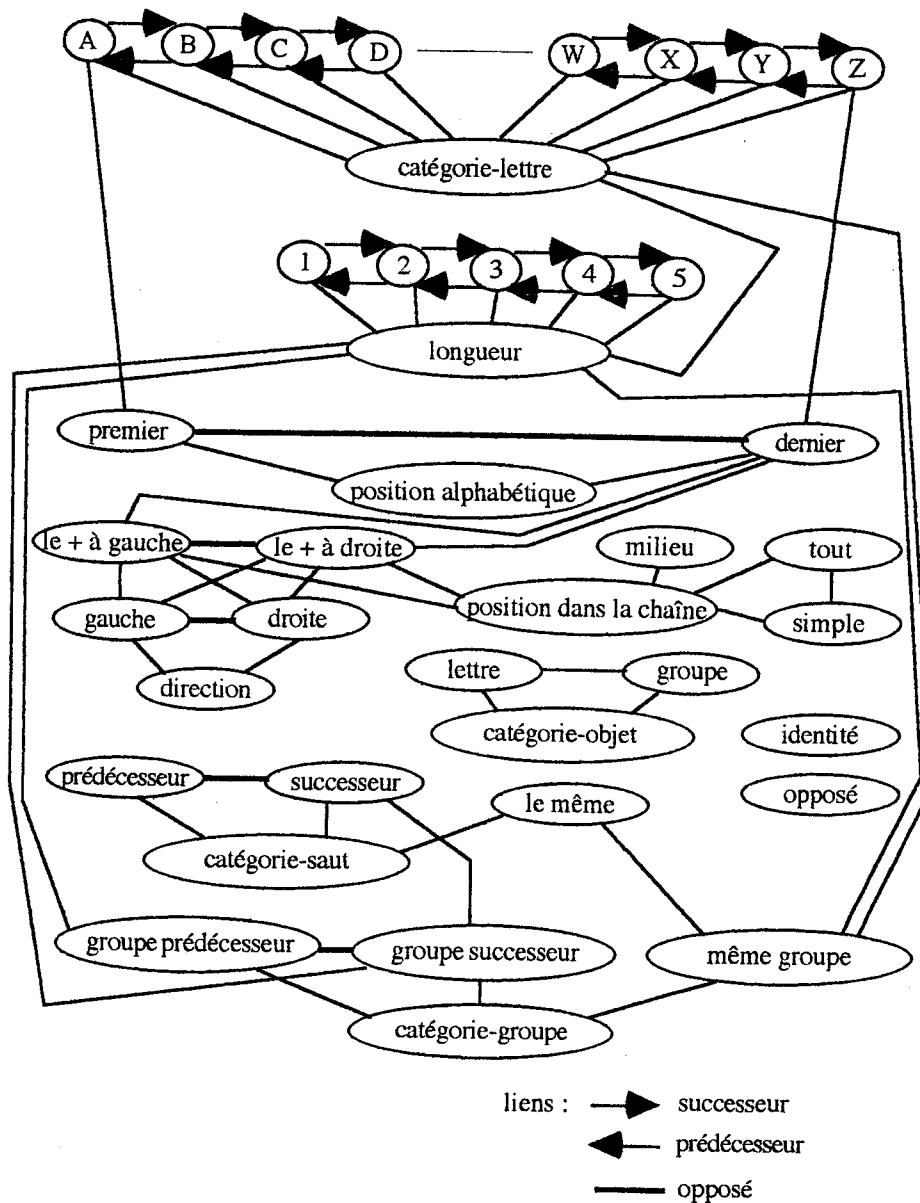 A B C D W X Y Z
catégorie-lettre
1 2 3 4 5
longueur
premier
dernier
position alphabétique
le + à gauche
le + à droite
milieu
tout
gauche
droite
position dans la chaîne
simple
direction
lettre
groupe
catégorie-objet
identité
prédécesseur
successeur
le même
opposé
catégorie-saut
groupe prédécesseur
groupe successeur
même groupe
catégorie-groupe
liens : successeur
prédécesseur
opposé